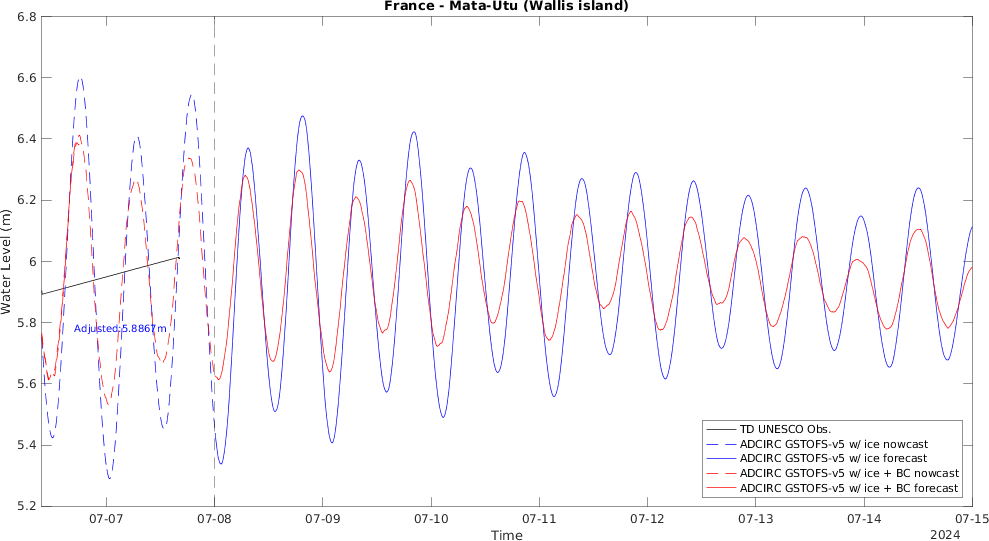 France - Mata-Utu (Wallis island)
6.8
6.6
6.4
6.2
6
5.8
5.6
5.4
5.2
Water Level (m)
Adjusted:5.8867m
TD UNESCO Obs.
ADCIRC GSTOFS-v5 w/ ice nowcast
ADCIRC GSTOFS-v5 w/ ice forecast
ADCIRC GSTOFS-v5 w/ ice + BC nowcast
ADCIRC GSTOFS-v5 w/ ice + BC forecast
07-07 07-08 07-09 07-10 07-11 07-12 07-13 07-14 07-15
Time
2024